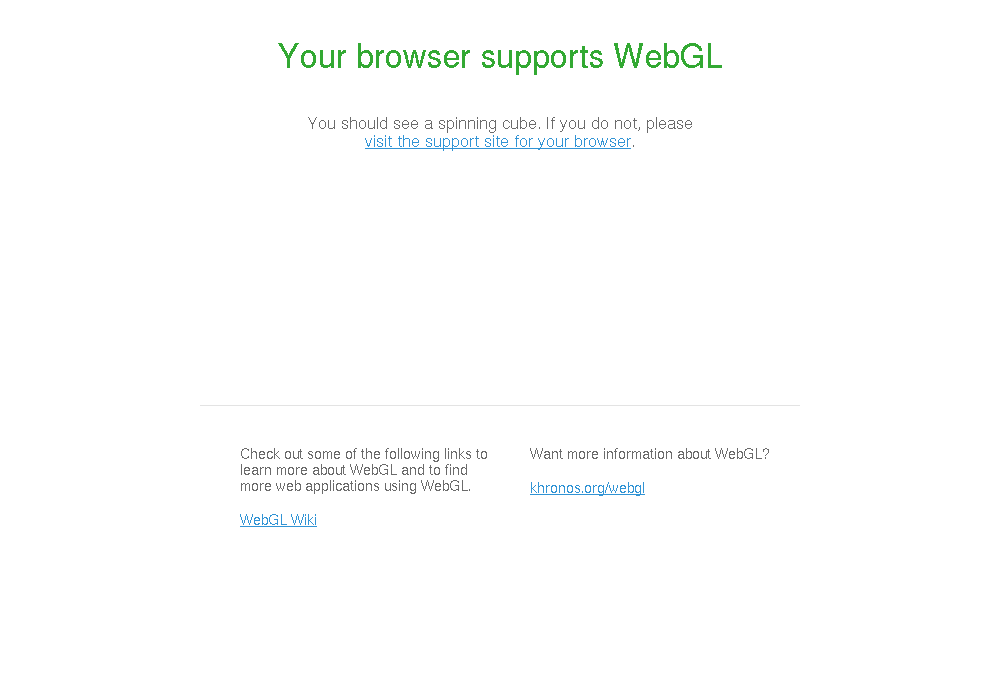 Your browser supports WebGL
You should see a spinning cube. If you do not, please
visit the support site for your browser.
Check out some of the following links to
learn more about WebGL and to find
more web applications using WebGL.
WebGL Wiki
Want more information about WebGL?
khronos.org/webgl